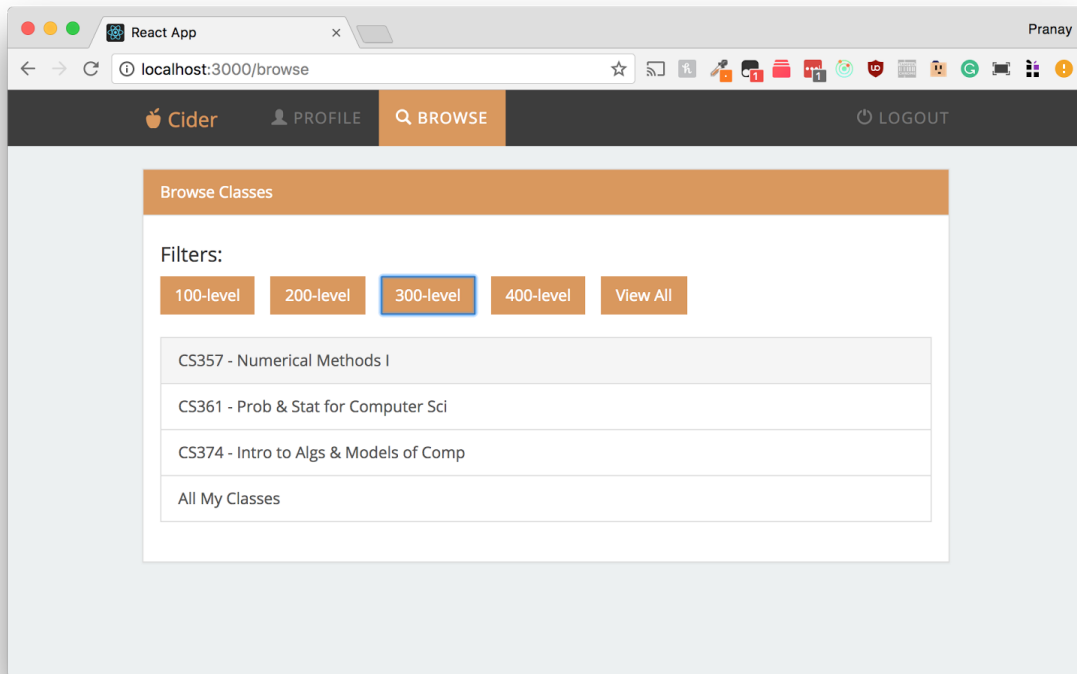 React App
Pranay
localhost:3000/browse
1
1
G
Cider PROFILE BROWSE LOGOUT
Browse Classes
Filters:
100-level 200-level 300-level 400-level View All
CS357 - Numerical Methods I
CS361 - Prob & Stat for Computer Sci
CS374 - Intro to Algs & Models of Comp
All My Classes